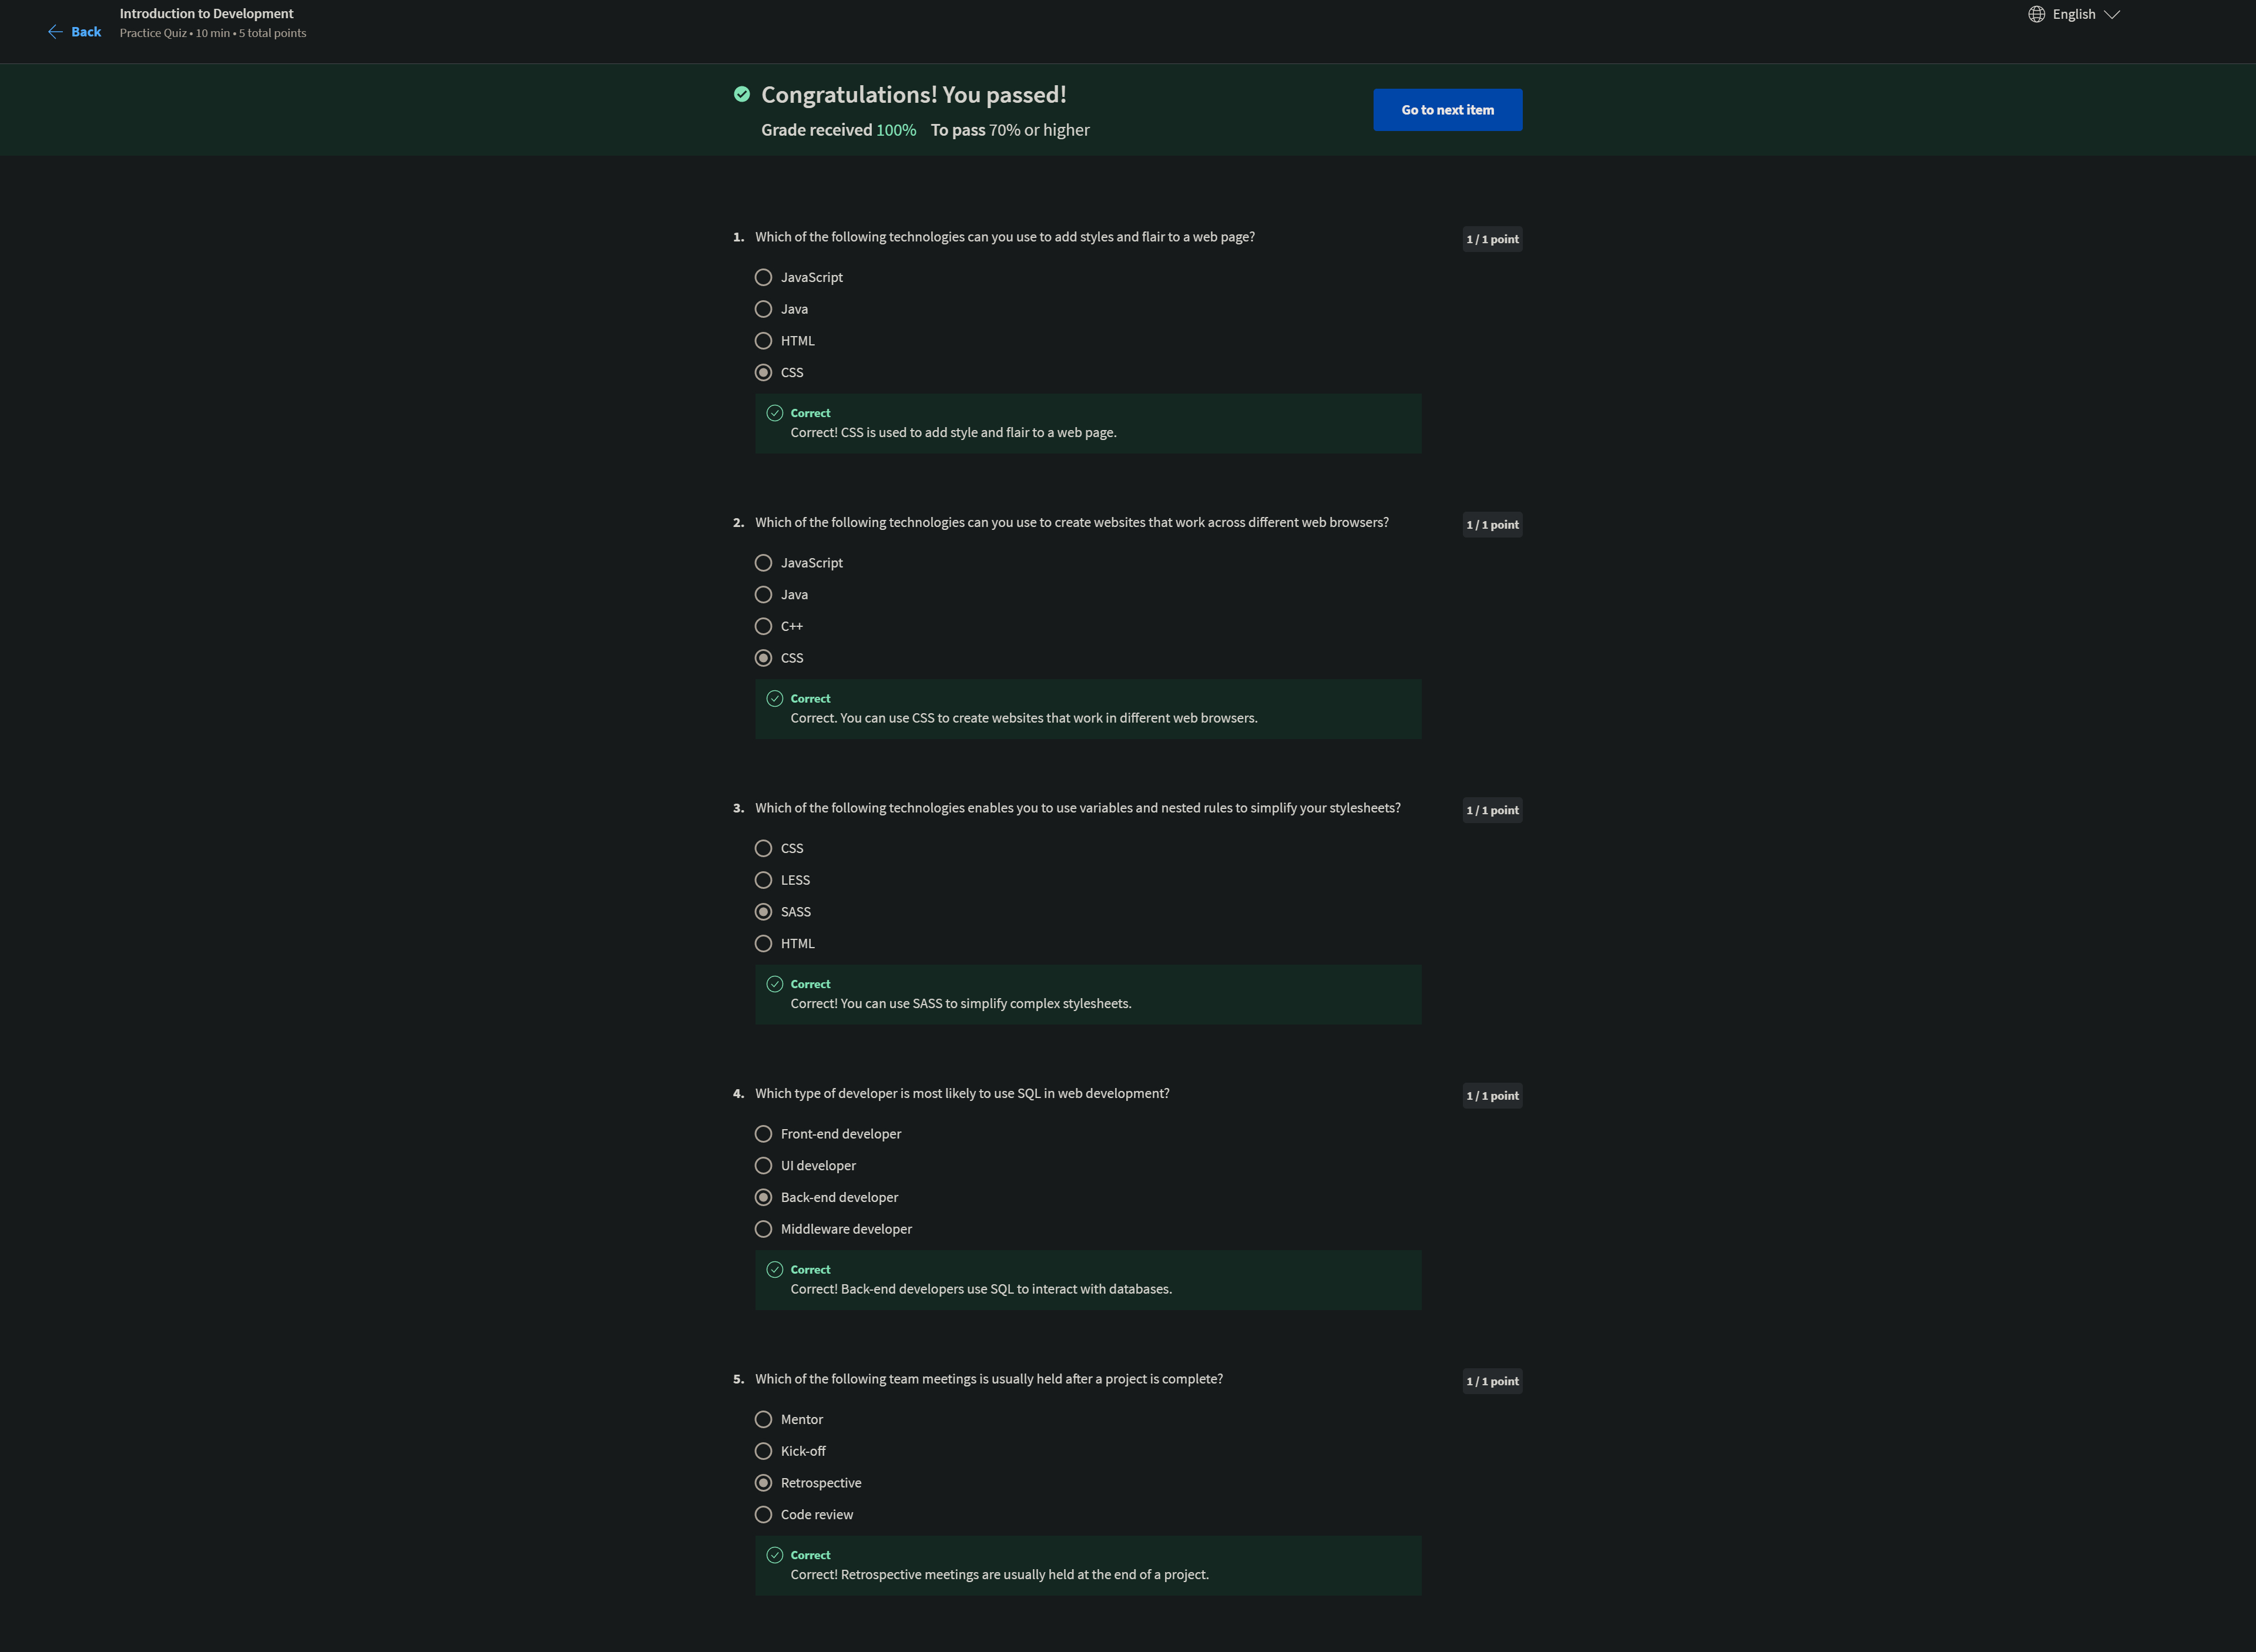 Back
Introduction to Development
Practice Quiz • 10 min • 5 total points
English
Congratulations! You passed!
Grade received 100% To pass 70% or higher
Go to next item
1. Which of the following technologies can you use to add styles and flair to a web page?
1 / 1 point
JavaScript
Java
HTML
CSS
Correct
Correct! CSS is used to add style and flair to a web page.
2. Which of the following technologies can you use to create websites that work across different web browsers?
1 / 1 point
JavaScript
Java
C++
CSS
Correct
Correct. You can use CSS to create websites that work in different web browsers.
3. Which of the following technologies enables you to use variables and nested rules to simplify your stylesheets?
1 / 1 point
CSS
LESS
SASS
HTML
Correct
Correct! You can use SASS to simplify complex stylesheets.
4. Which type of developer is most likely to use SQL in web development?
1 / 1 point
Front-end developer
UI developer
Back-end developer
Middleware developer
Correct
Correct! Back-end developers use SQL to interact with databases.
5. Which of the following team meetings is usually held after a project is complete?
1 / 1 point
Mentor
Kick-off
Retrospective
Code review
Correct
Correct! Retrospective meetings are usually held at the end of a project.